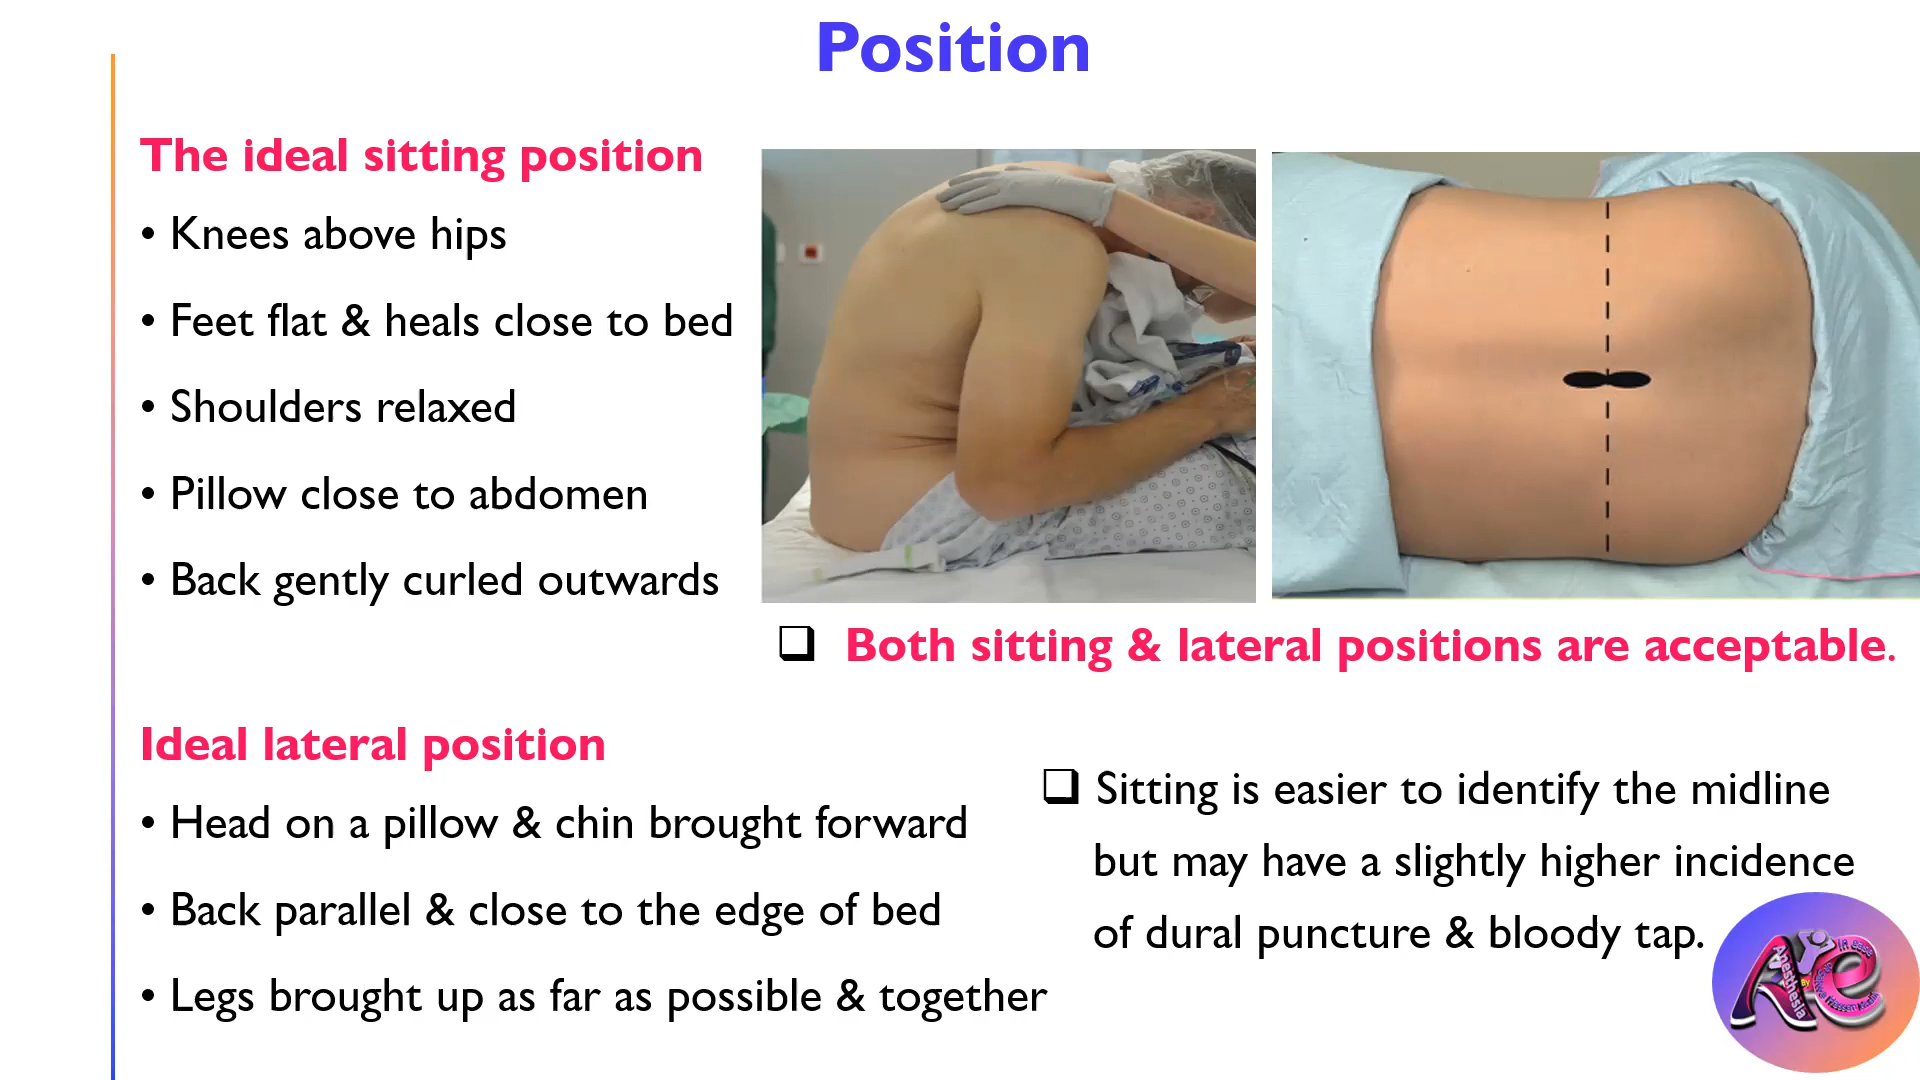 Position
The ideal sitting position
• Knees above hips
• Feet flat & heals close to bed
• Shoulders relaxed
• Pillow close to abdomen
• Back gently curled outwards
❑ Both sitting & lateral positions are acceptable.
Ideal lateral position
• Head on a pillow & chin brought forward
• Back parallel & close to the edge of bed
• Legs brought up as far as possible & together
❑ Sitting is easier to identify the midline
but may have a slightly higher incidence
of dural puncture & bloody tap.
Anesthesia